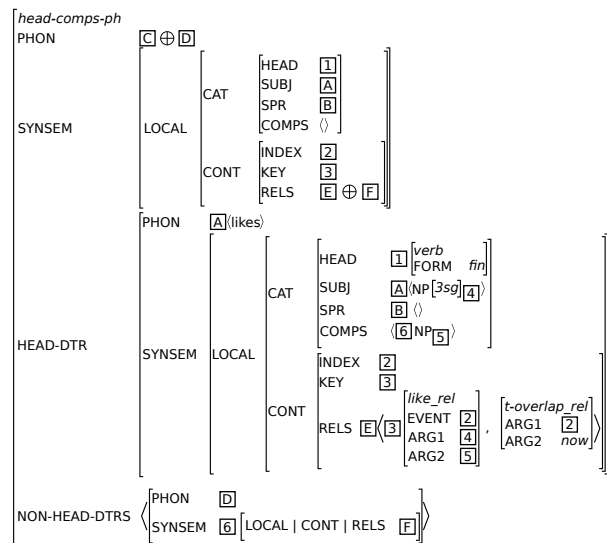 head-comps-ph
PHON C ⊕ D
SYNSEM LOCAL CAT HEAD 1
SUBJ A
SPR B
COMPS ⟨⟩
CONT INDEX 2
KEY 3
RELS E ⊕ F
HEAD-DTR PHON A ⟨likes⟩
SYNSEM LOCAL CAT HEAD 1 verb
FORM fin
SUBJ A ⟨NP[3sg] 4⟩
SPR B ⟨⟩
COMPS ⟨6 NP 5⟩
CONT INDEX 2
KEY 3
RELS E ⟨3 like_rel
EVENT 2
ARG1 4
ARG2 5
, t-overlap_rel
ARG1 2
ARG2 now⟩
NON-HEAD-DTRS ⟨PHON D
SYNSEM 6 [LOCAL | CONT | RELS F]⟩